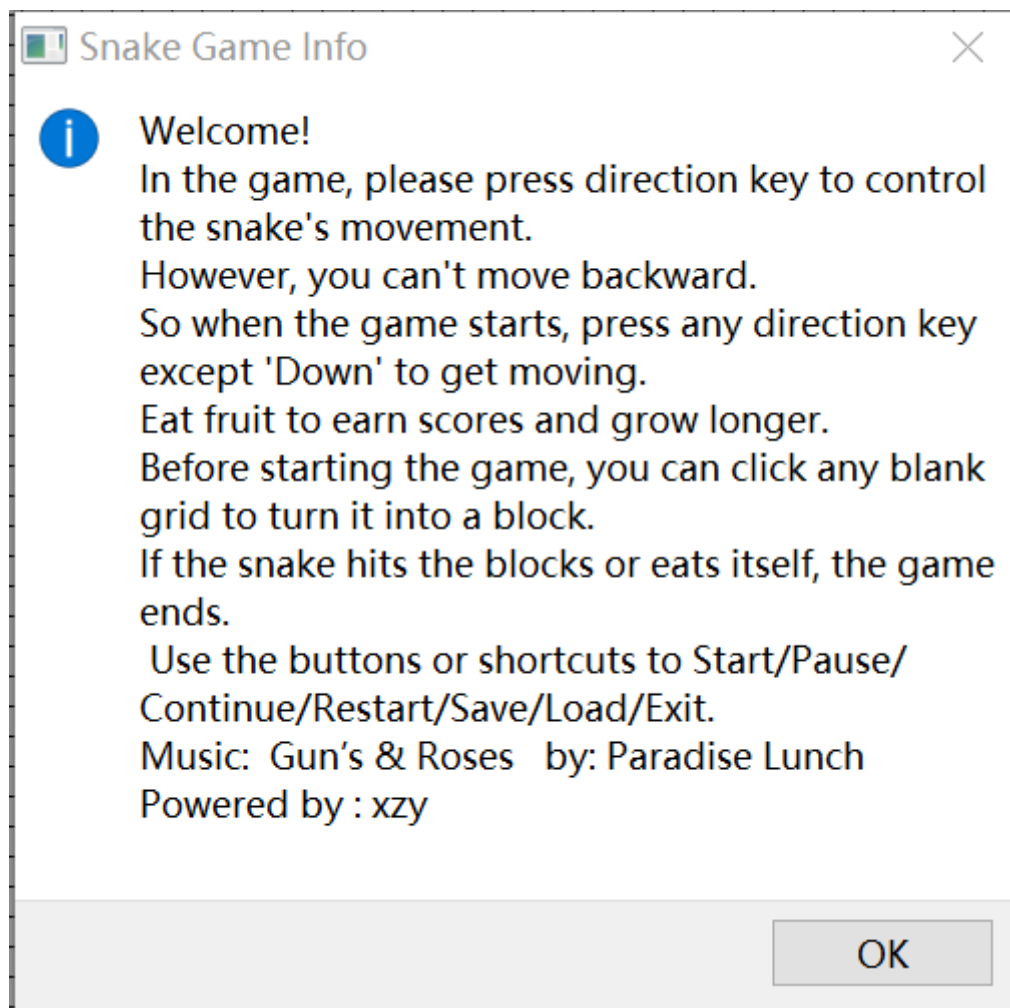 Snake Game Info
Welcome!
In the game, please press direction key to control
the snake's movement.
However, you can't move backward.
So when the game starts, press any direction key
except 'Down' to get moving.
Eat fruit to earn scores and grow longer.
Before starting the game, you can click any blank
grid to turn it into a block.
If the snake hits the blocks or eats itself, the game
ends.
 Use the buttons or shortcuts to Start/Pause/
Continue/Restart/Save/Load/Exit.
Music:  Gun’s & Roses   by: Paradise Lunch
Powered by : xzy
OK